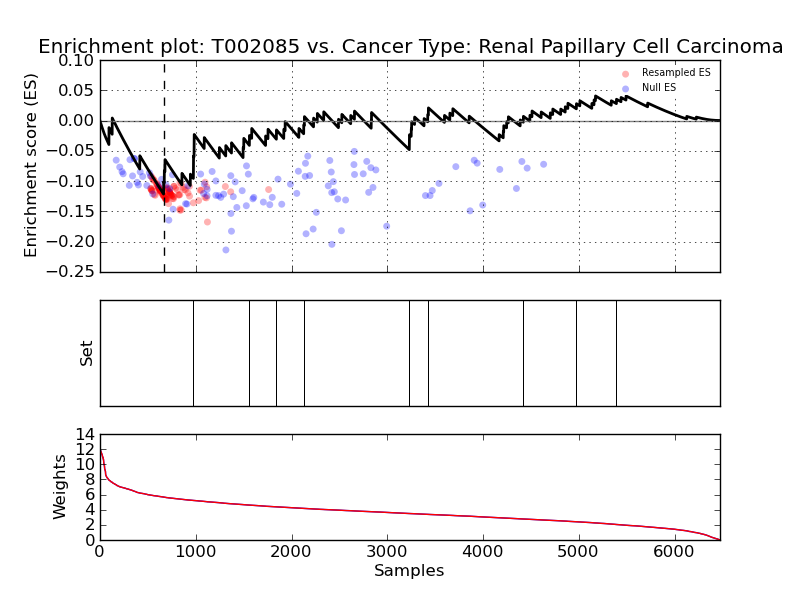 Enrichment plot: T002085 vs. Cancer Type: Renal Papillary Cell Carcinoma
0.10
0.05
0.00
−0.05
−0.10
−0.15
−0.20
−0.25
Enrichment score (ES)
Resampled ES
Null ES
Set
14
12
10
8
6
4
2
0
Weights
0 1000 2000 3000 4000 5000 6000
Samples